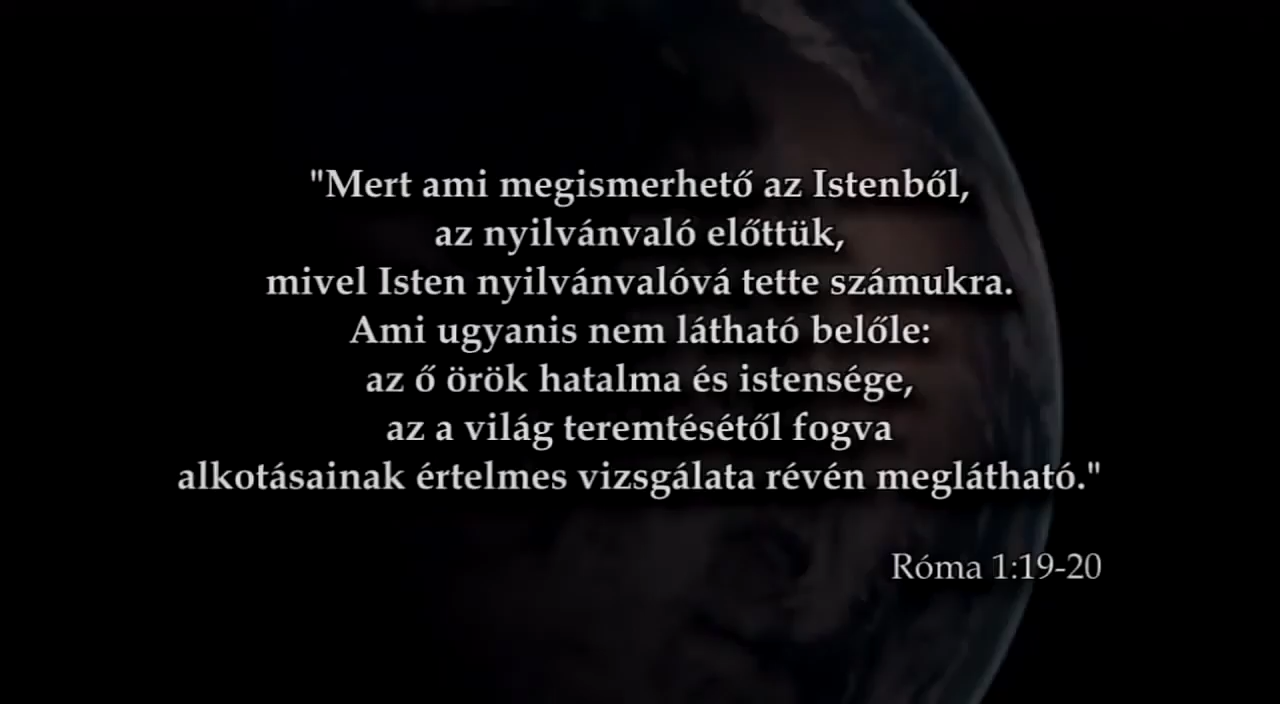 "Mert ami megismerhető az Istenből,
az nyilvánvaló előttük,
mivel Isten nyilvánvalóvá tette számukra.
Ami ugyanis nem látható belőle:
az ő örök hatalma és istensége,
az a világ teremtésétől fogva
alkotásainak értelmes vizsgálata révén meglátható."
Róma 1:19-20